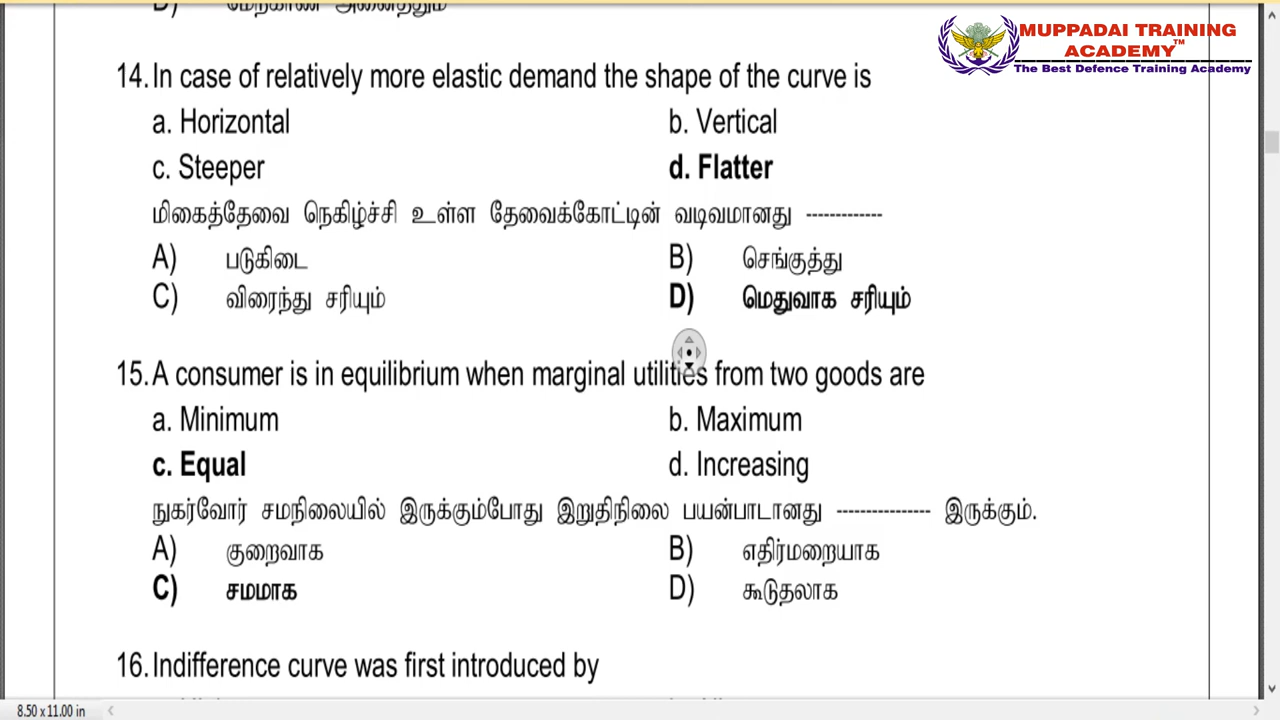 MUPPADAI TRAINING
ACADEMY™
The Best Defence Training Academy
14. In case of relatively more elastic demand the shape of the curve is
a. Horizontal b. Vertical
c. Steeper d. Flatter
மிகைத்தேவை நெகிழ்ச்சி உள்ள தேவைக்கோட்டின் வடிவமானது -------------
A) படுகிடை B) செங்குத்து
C) விரைந்து சரியும் D) மெதுவாக சரியும்
15. A consumer is in equilibrium when marginal utilities from two goods are
a. Minimum b. Maximum
c. Equal d. Increasing
நுகர்வோர் சமநிலையில் இருக்கும்போது இறுதிநிலை பயன்பாடானது ---------------- இருக்கும்.
A) குறைவாக B) எதிர்மறையாக
C) சமமாக D) கூடுதலாக
16. Indifference curve was first introduced by
8.50 x 11.00 in